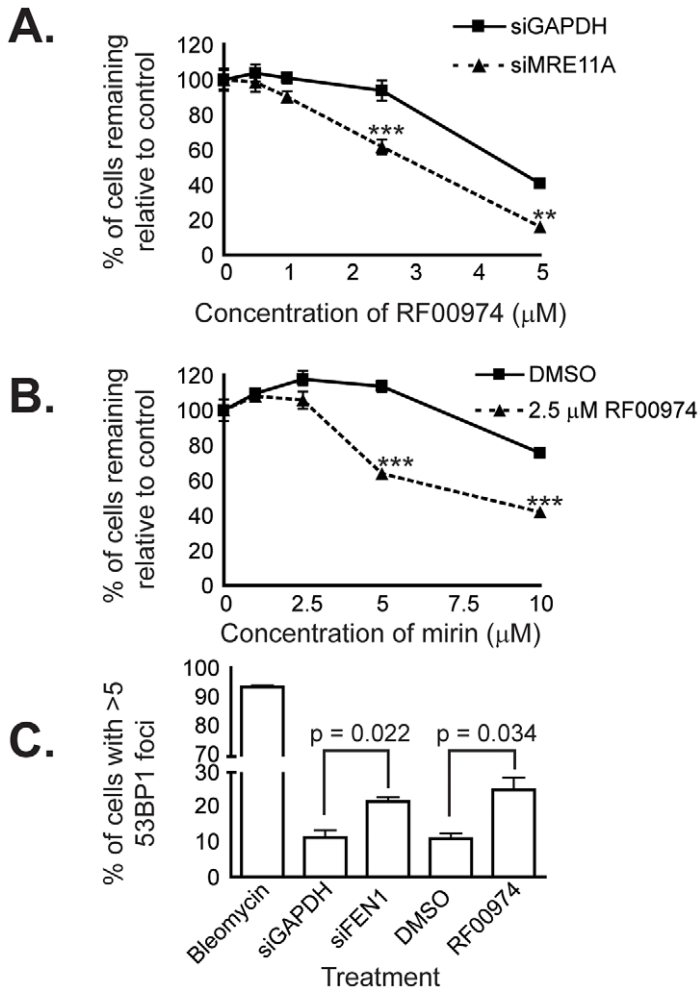 A.
siGAPDH
siMRE11A
% of cells remaining
relative to control
120
100
80
60
40
20
0
***
**
0 1 2 3 4 5
Concentration of RF00974 (μM)
B.
DMSO
2.5 μM RF00974
% of cells remaining
relative to control
120
100
80
60
40
20
0
***
***
0 2.5 5 7.5 10
Concentration of mirin (μM)
C.
% of cells with >5
53BP1 foci
100
90
80
70
30
20
10
0
p = 0.022
p = 0.034
Bleomycin
siGAPDH
siFEN1
DMSO
RF00974
Treatment